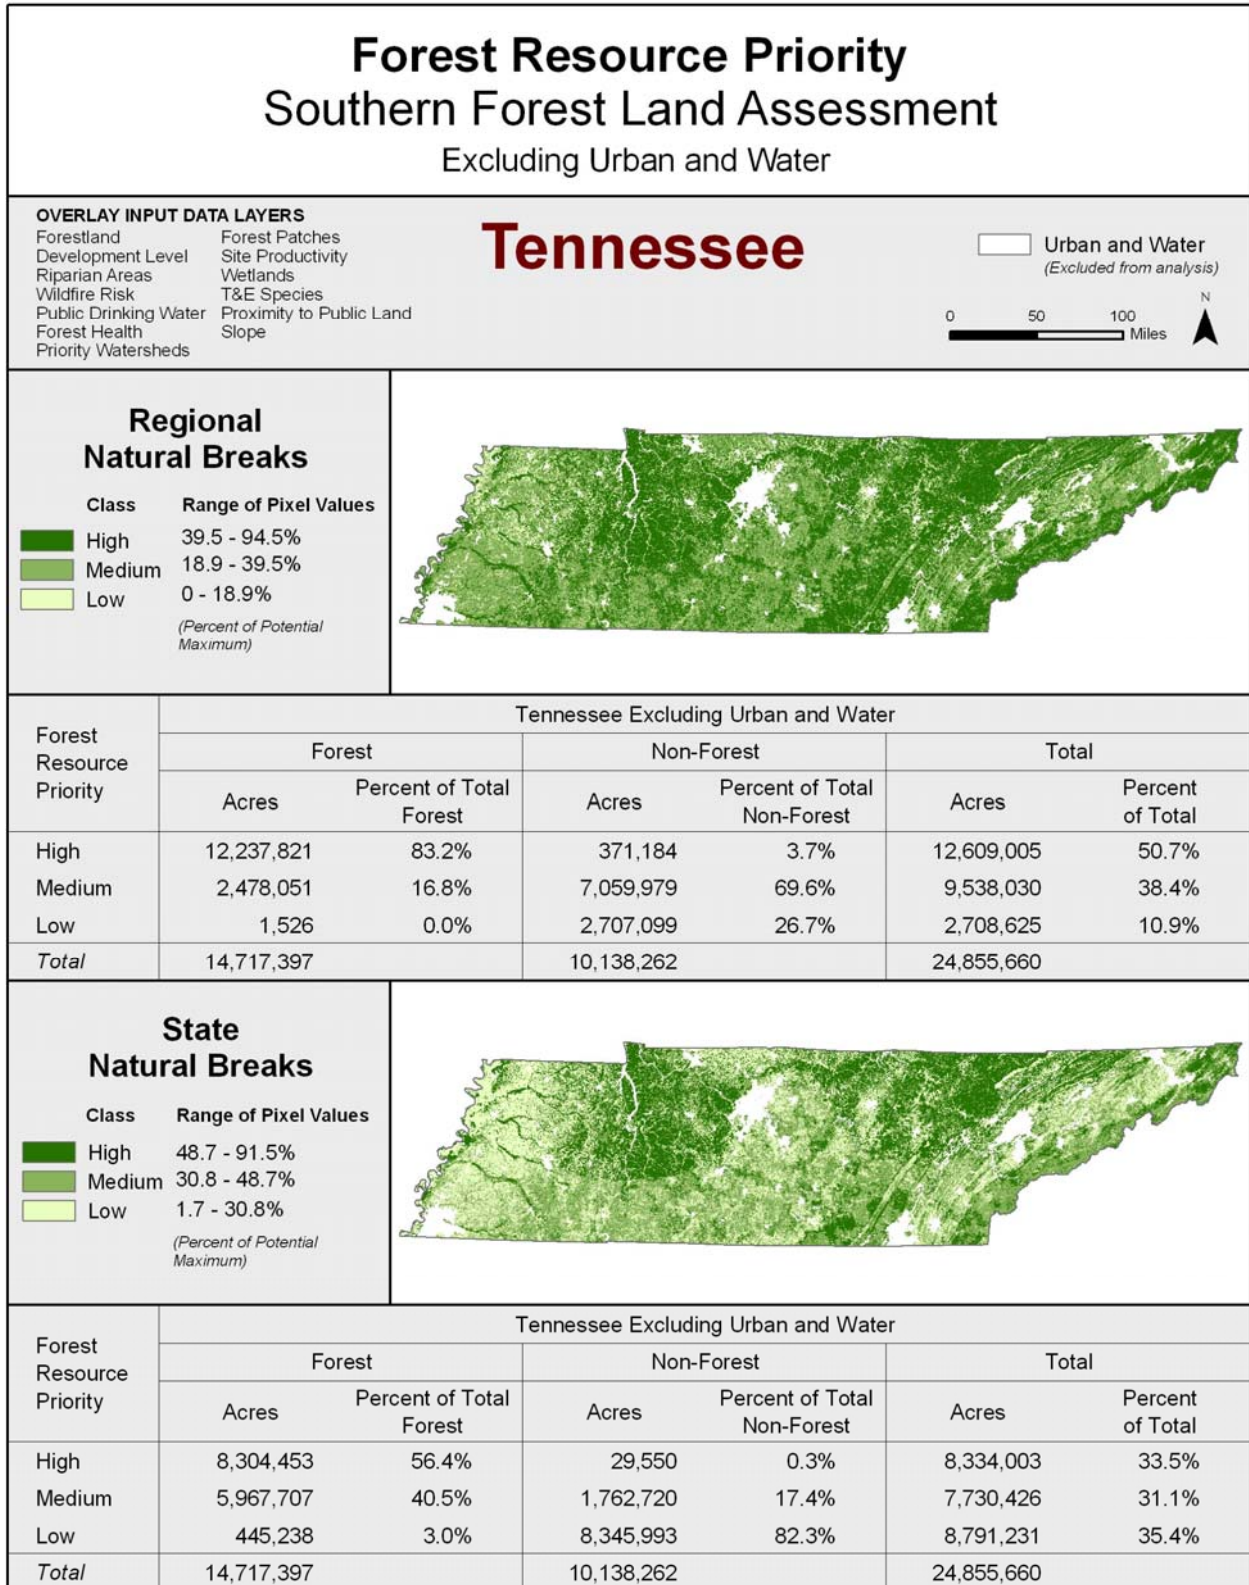 Forest Resource Priority
Southern Forest Land Assessment
Excluding Urban and Water
OVERLAY INPUT DATA LAYERS
Forestland Forest Patches
Development Level Site Productivity
Riparian Areas Wetlands
Wildfire Risk T&E Species
Public Drinking Water Proximity to Public Land
Forest Health Slope
Priority Watersheds
Tennessee
Urban and Water
(Excluded from analysis)
N
0 50 100
Miles
Regional
Natural Breaks
Class Range of Pixel Values
High 39.5 - 94.5%
Medium 18.9 - 39.5%
Low 0 - 18.9%
(Percent of Potential
Maximum)
Forest
Resource
Priority
Tennessee Excluding Urban and Water
Forest Non-Forest Total
Acres Percent of Total Forest Acres Percent of Total Non-Forest Acres Percent of Total
High 12,237,821 83.2% 371,184 3.7% 12,609,005 50.7%
Medium 2,478,051 16.8% 7,059,979 69.6% 9,538,030 38.4%
Low 1,526 0.0% 2,707,099 26.7% 2,708,625 10.9%
Total 14,717,397 10,138,262 24,855,660
State
Natural Breaks
Class Range of Pixel Values
High 48.7 - 91.5%
Medium 30.8 - 48.7%
Low 1.7 - 30.8%
(Percent of Potential
Maximum)
Forest
Resource
Priority
Tennessee Excluding Urban and Water
Forest Non-Forest Total
Acres Percent of Total Forest Acres Percent of Total Non-Forest Acres Percent of Total
High 8,304,453 56.4% 29,550 0.3% 8,334,003 33.5%
Medium 5,967,707 40.5% 1,762,720 17.4% 7,730,426 31.1%
Low 445,238 3.0% 8,345,993 82.3% 8,791,231 35.4%
Total 14,717,397 10,138,262 24,855,660